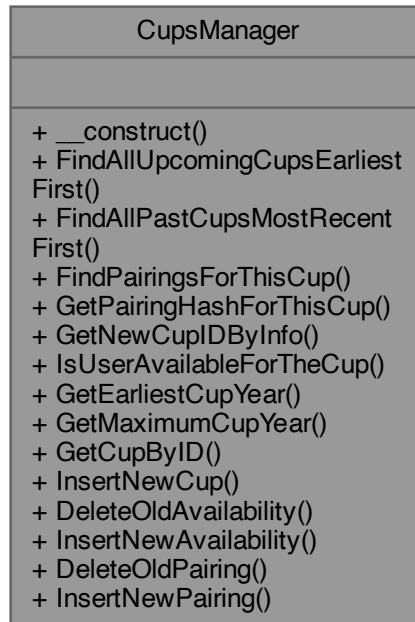 CupsManager
+ __construct()
+ FindAllUpcomingCupsEarliest
First()
+ FindAllPastCupsMostRecent
First()
+ FindPairingsForThisCup()
+ GetPairingHashForThisCup()
+ GetNewCupIDByInfo()
+ IsUserAvailableForTheCup()
+ GetEarliestCupYear()
+ GetMaximumCupYear()
+ GetCupByID()
+ InsertNewCup()
+ DeleteOldAvailability()
+ InsertNewAvailability()
+ DeleteOldPairing()
+ InsertNewPairing()